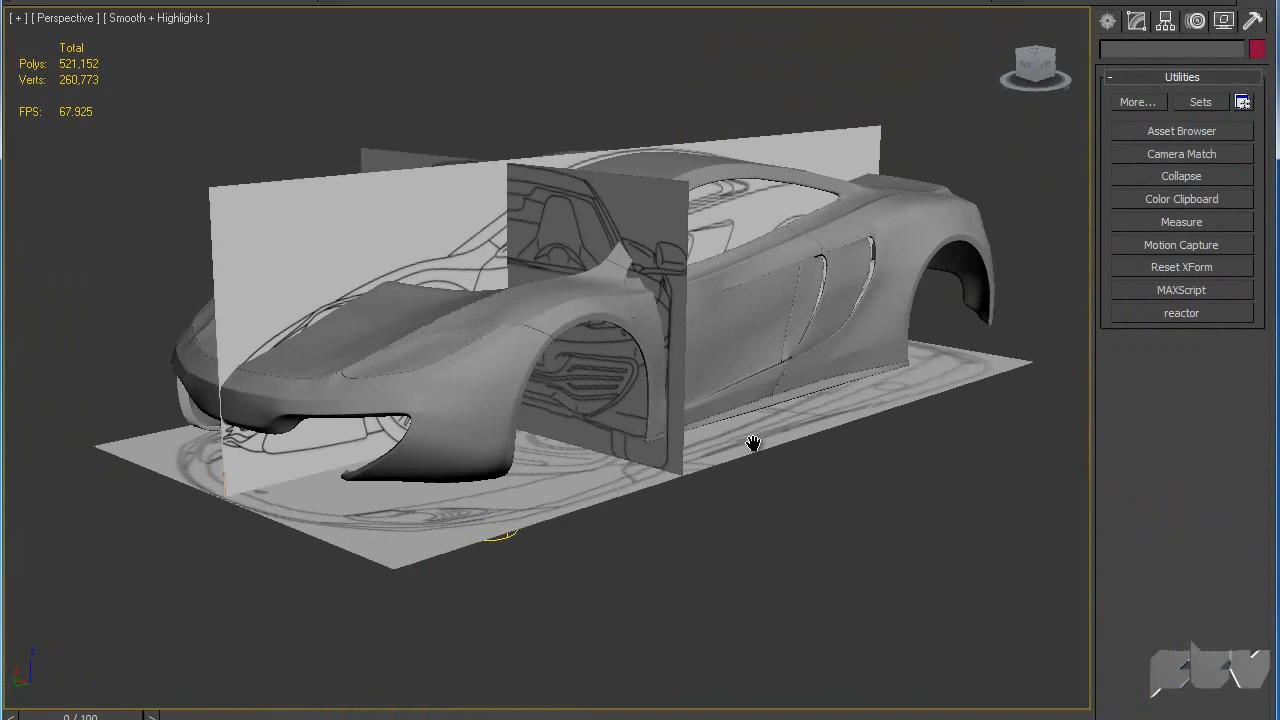 [ + ] [ Perspective ] [ Smooth + Highlights ]
Total
Polys: 521,152
Verts: 260,773
FPS: 67.925
- Utilities
More... Sets
Asset Browser
Camera Match
Collapse
Color Clipboard
Measure
Motion Capture
Reset XForm
MAXScript
reactor
z
< 0 / 100 >